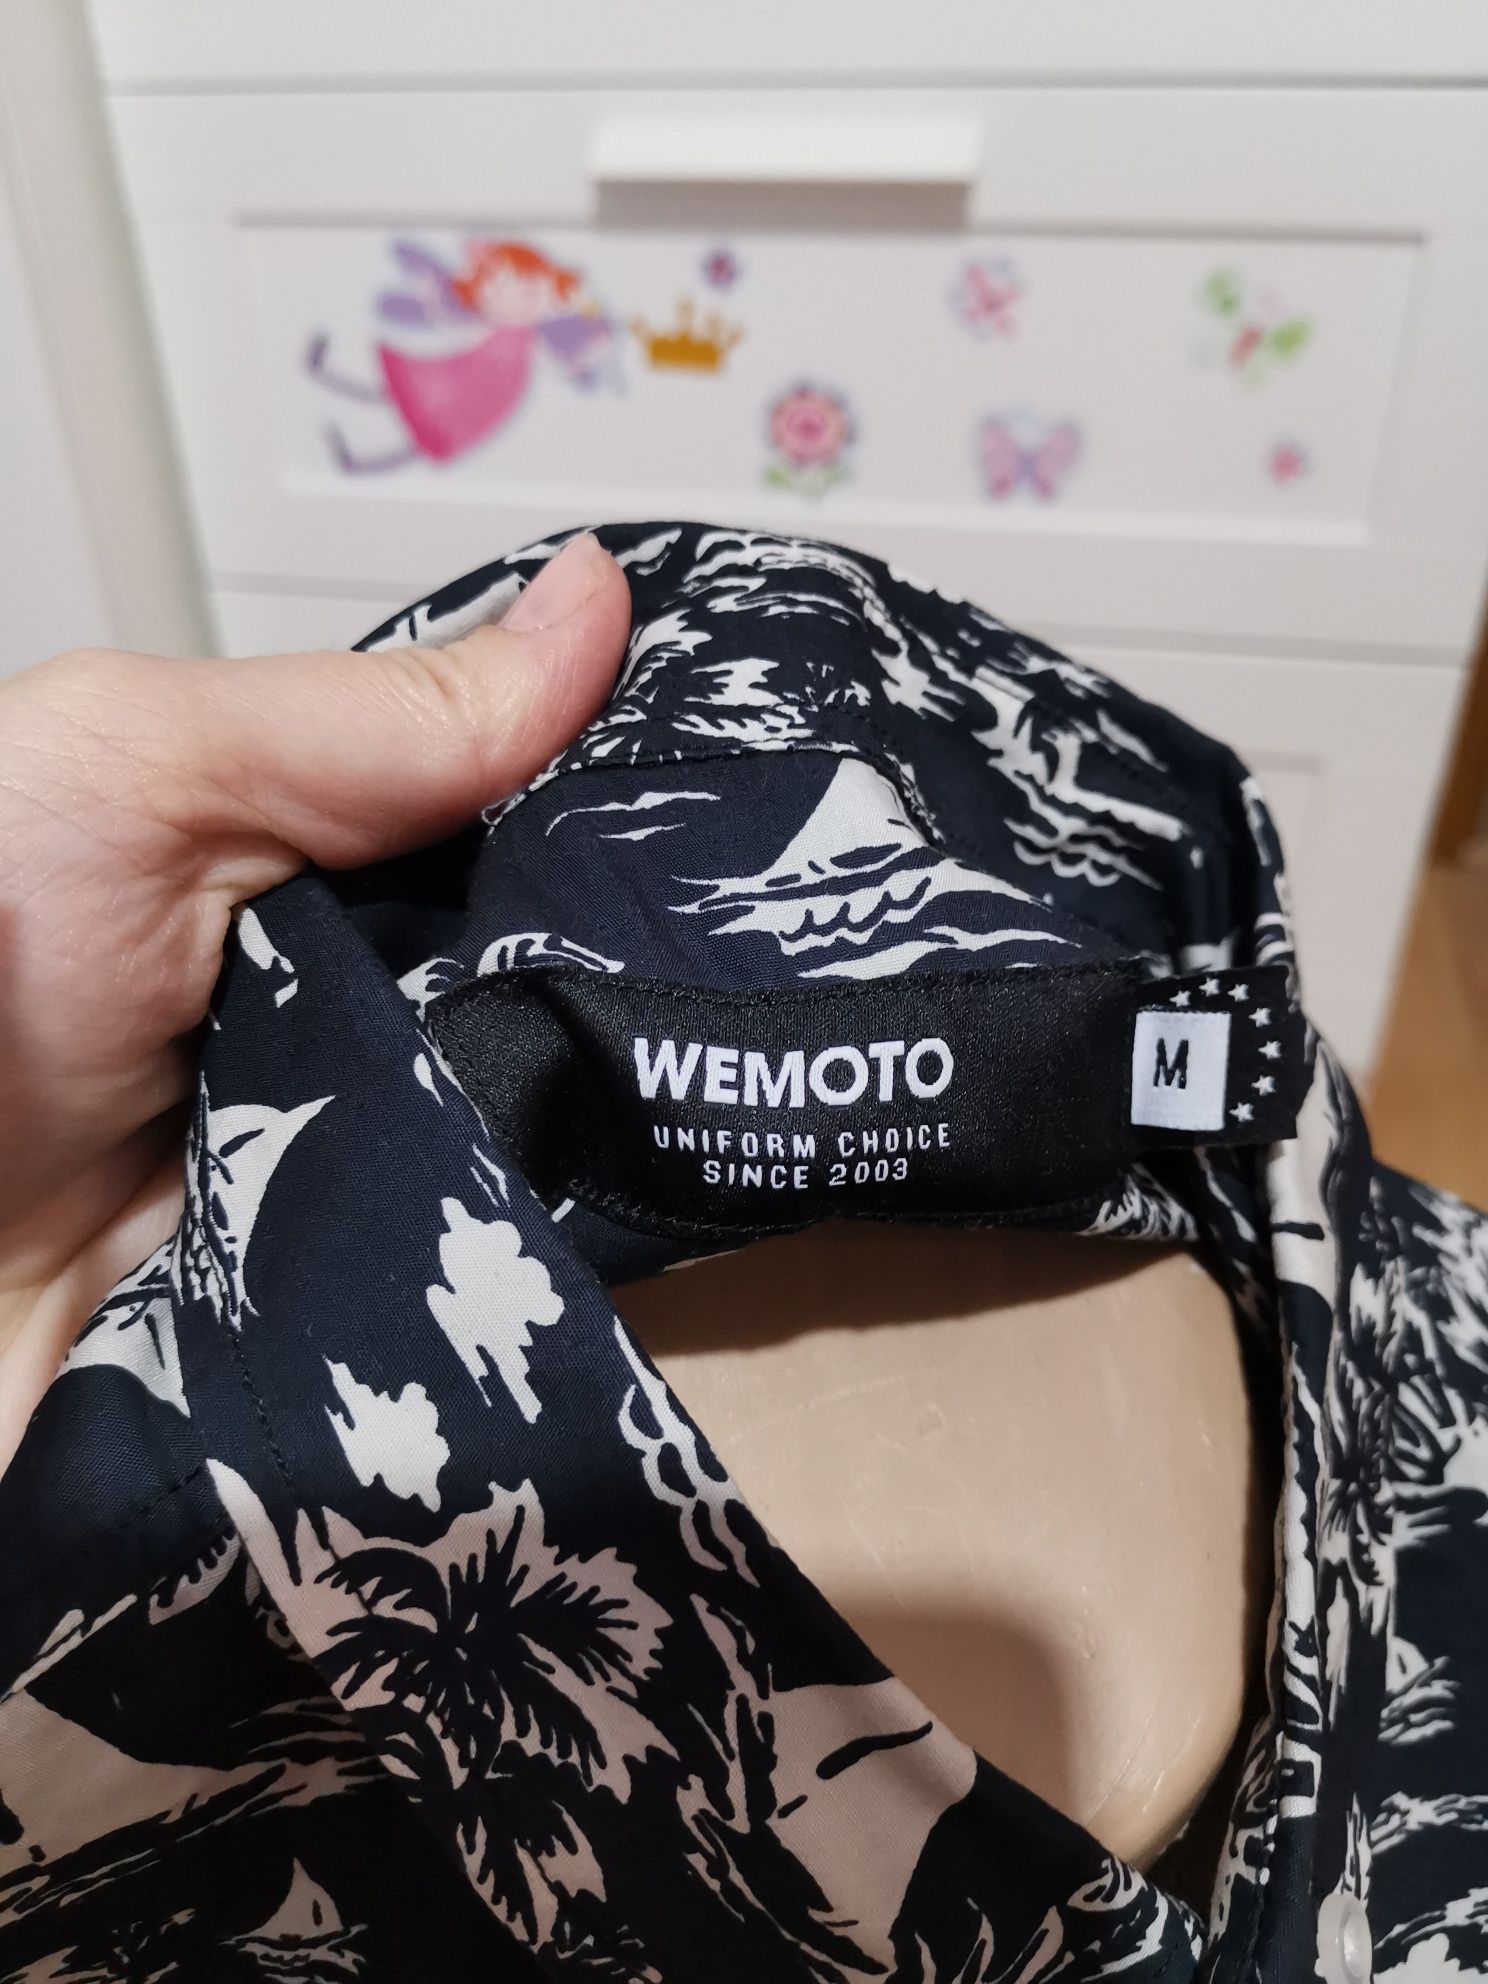 WEMOTO
UNIFORM CHOICE
SINCE 2003
M